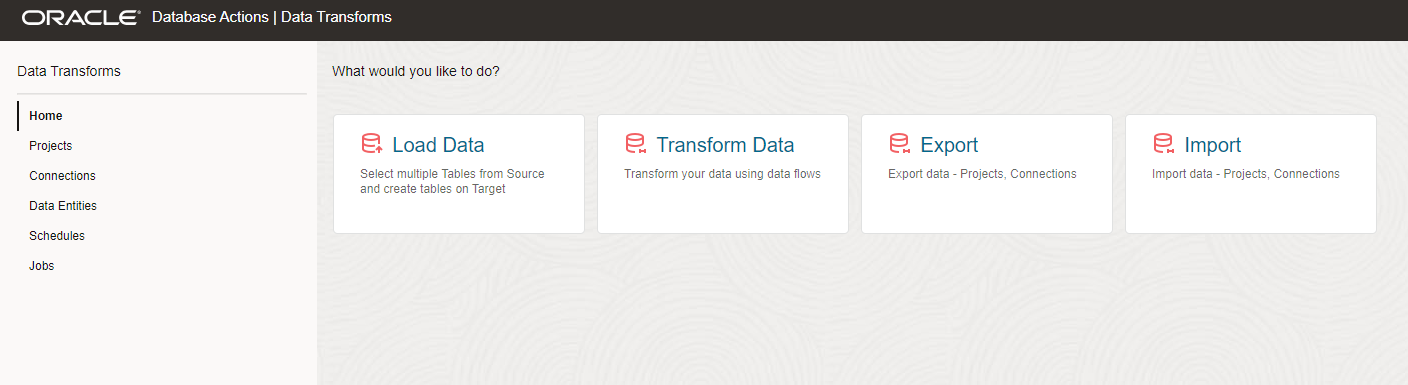 ORACLE Database Actions | Data Transforms
Data Transforms
Home
Projects
Connections
Data Entities
Schedules
Jobs
What would you like to do?
Load Data
Select multiple Tables from Source
and create tables on Target
Transform Data
Transform your data using data flows
Export
Export data - Projects, Connections
Import
Import data - Projects, Connections